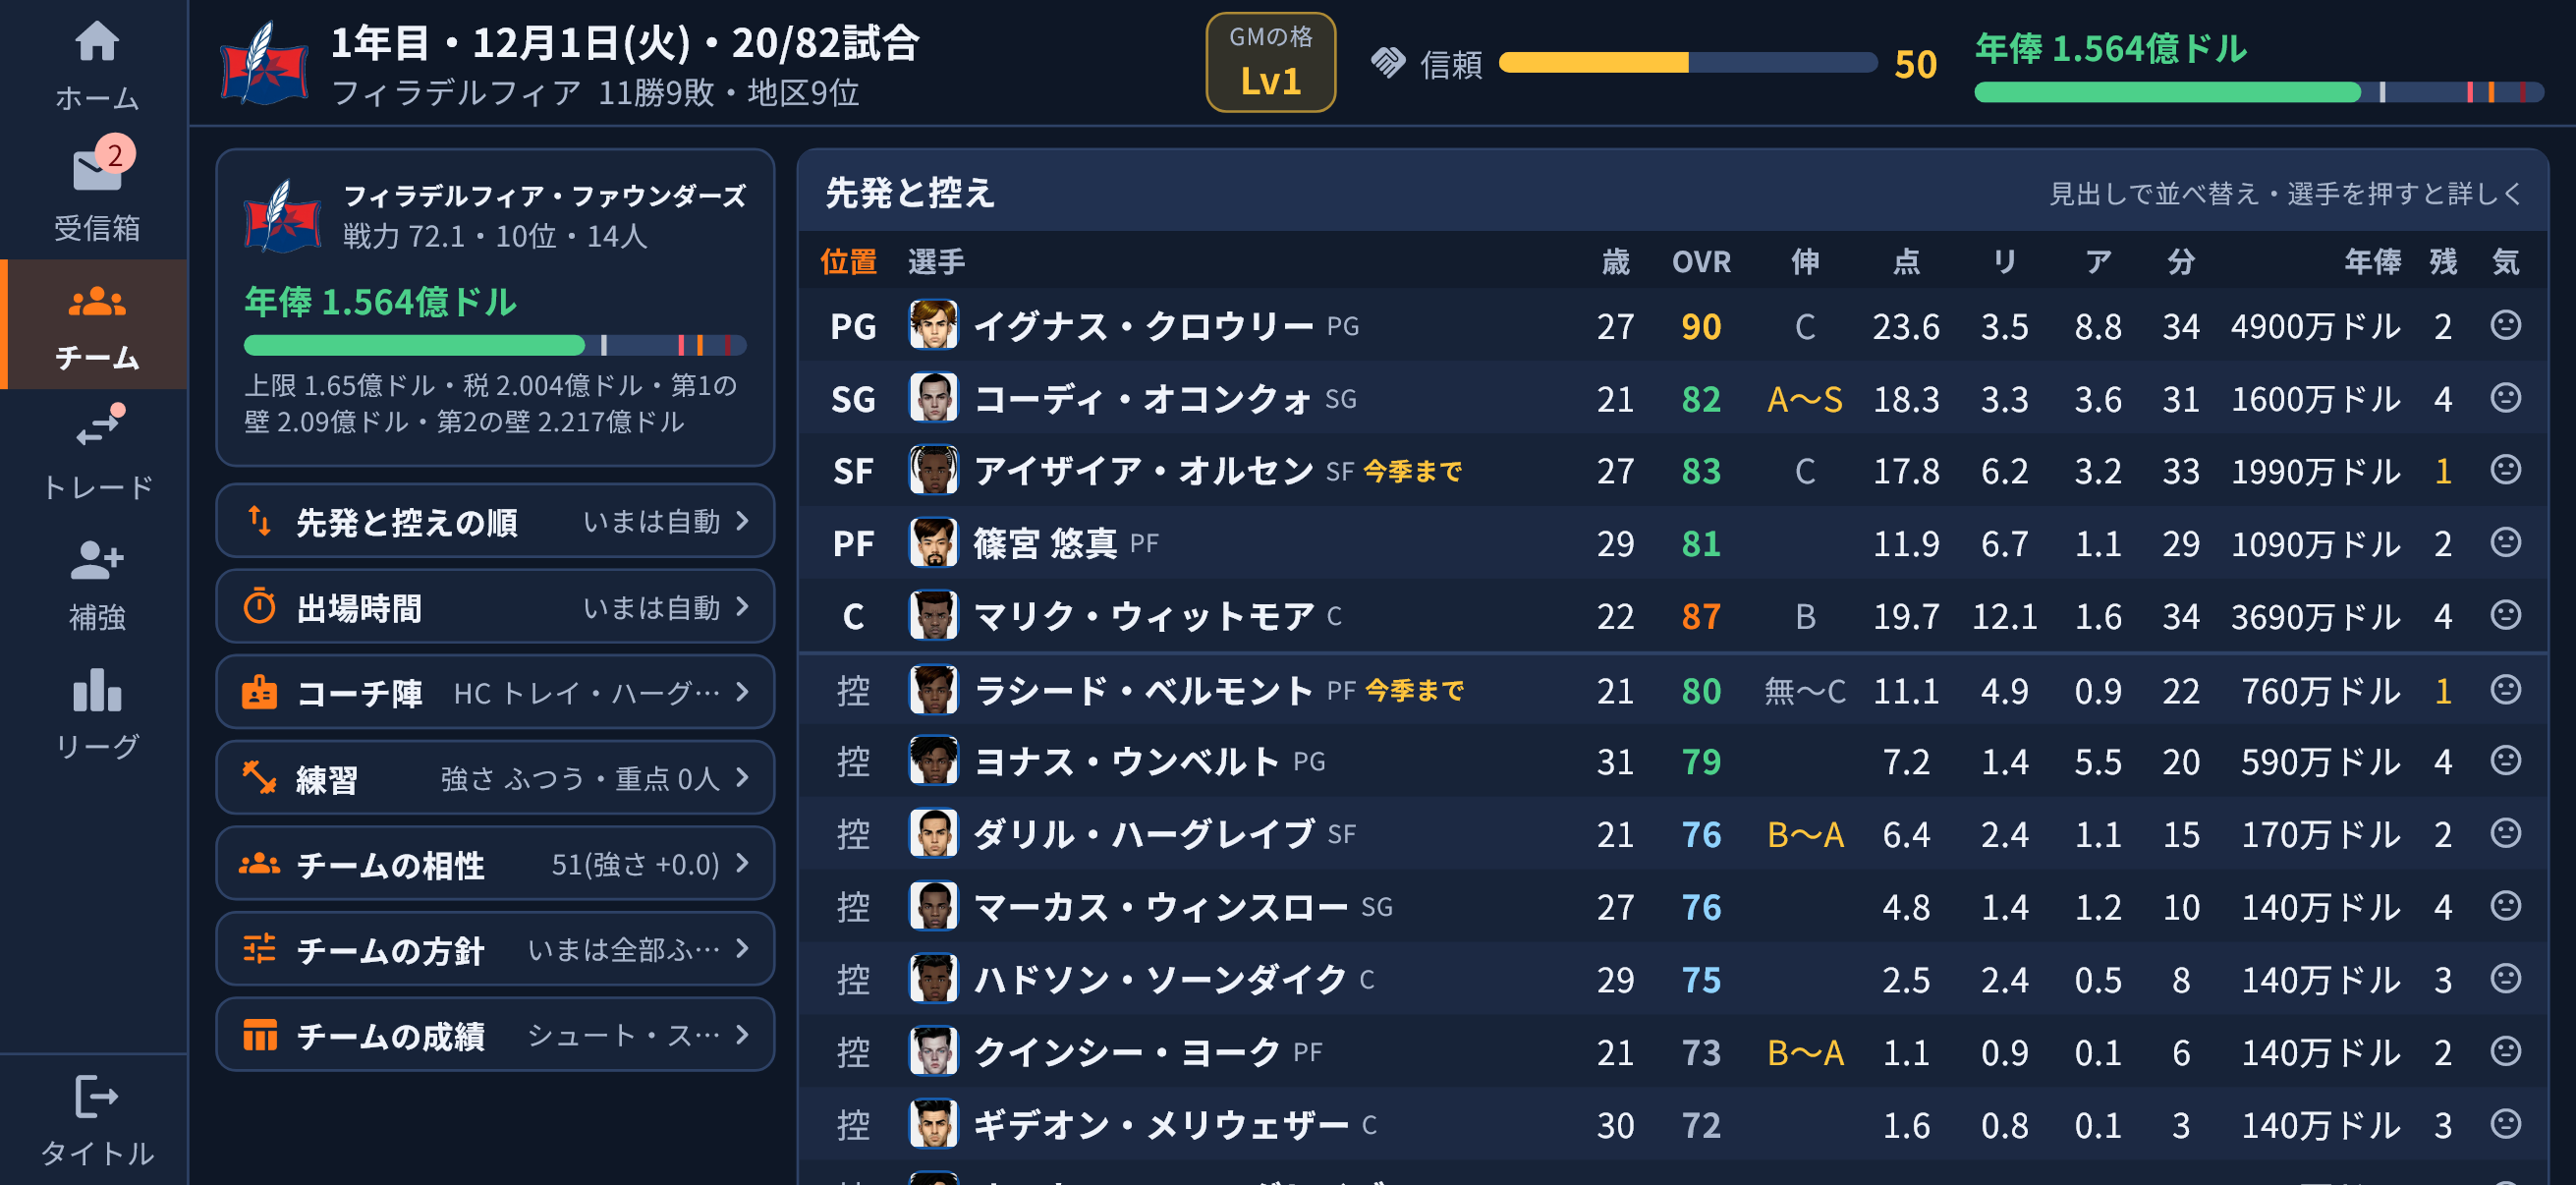 ホーム
2
受信箱
チーム
トレード
補強
リーグ
タイトル
1年目・12月1日(火)・20/82試合
フィラデルフィア 11勝9敗・地区9位
GMの格
Lv1
信頼 50
年俸 1.564億ドル
フィラデルフィア・ファウンダーズ
戦力 72.1・10位・14人
年俸 1.564億ドル
上限 1.65億ドル・税 2.004億ドル・第1の
壁 2.09億ドル・第2の壁 2.217億ドル
先発と控えの順 いまは自動
出場時間 いまは自動
コーチ陣 HC トレイ・ハーグ…
練習 強さ ふつう・重点 0人
チームの相性 51(強さ +0.0)
チームの方針 いまは全部ふ…
チームの成績 シュート・ス…
先発と控え 見出しで並べ替え・選手を押すと詳しく
位置 選手 歳 OVR 伸 点 リ ア 分 年俸 残 気
PG イグナス・クロウリー PG 27 90 C 23.6 3.5 8.8 34 4900万ドル 2
SG コーディ・オコンクォ SG 21 82 A〜S 18.3 3.3 3.6 31 1600万ドル 4
SF アイザイア・オルセン SF 今季まで 27 83 C 17.8 6.2 3.2 33 1990万ドル 1
PF 篠宮 悠真 PF 29 81 11.9 6.7 1.1 29 1090万ドル 2
C マリク・ウィットモア C 22 87 B 19.7 12.1 1.6 34 3690万ドル 4
控 ラシード・ベルモント PF 今季まで 21 80 無〜C 11.1 4.9 0.9 22 760万ドル 1
控 ヨナス・ウンベルト PG 31 79 7.2 1.4 5.5 20 590万ドル 4
控 ダリル・ハーグレイブ SF 21 76 B〜A 6.4 2.4 1.1 15 170万ドル 2
控 マーカス・ウィンスロー SG 27 76 4.8 1.4 1.2 10 140万ドル 4
控 ハドソン・ソーンダイク C 29 75 2.5 2.4 0.5 8 140万ドル 3
控 クインシー・ヨーク PF 21 73 B〜A 1.1 0.9 0.1 6 140万ドル 2
控 ギデオン・メリウェザー C 30 72 1.6 0.8 0.1 3 140万ドル 3